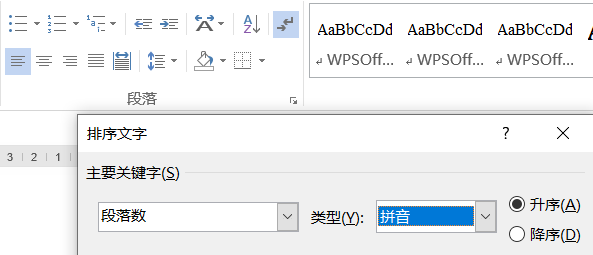 AaBbCcDd AaBbCcDd AaBbCcDd
↲ WPSOff... ↲ WPSOff... ↲ WPSOff...
段落
排序文字 ?
3 2 1
主要关键字(S)
段落数 类型(Y): 拼音 升序(A)
降序(D)